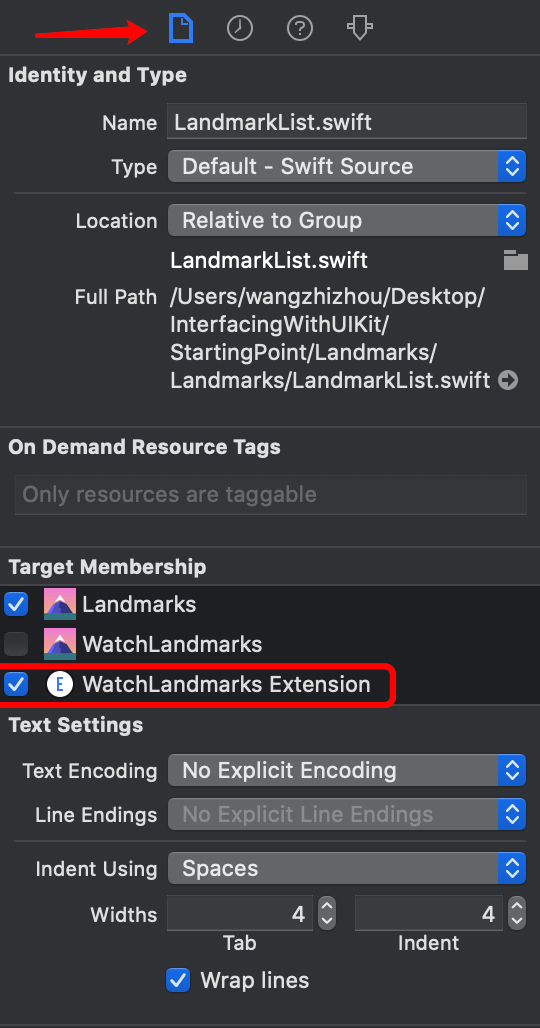 Identity and Type
Name LandmarkList.swift
Type Default - Swift Source
Location Relative to Group
LandmarkList.swift
Full Path /Users/wangzhizhou/Desktop/
InterfacingWithUIKit/
StartingPoint/Landmarks/
Landmarks/LandmarkList.swift
On Demand Resource Tags
Only resources are taggable
Target Membership
Landmarks
WatchLandmarks
E WatchLandmarks Extension
Text Settings
Text Encoding No Explicit Encoding
Line Endings No Explicit Line Endings
Indent Using Spaces
Widths 4 4
Tab Indent
Wrap lines